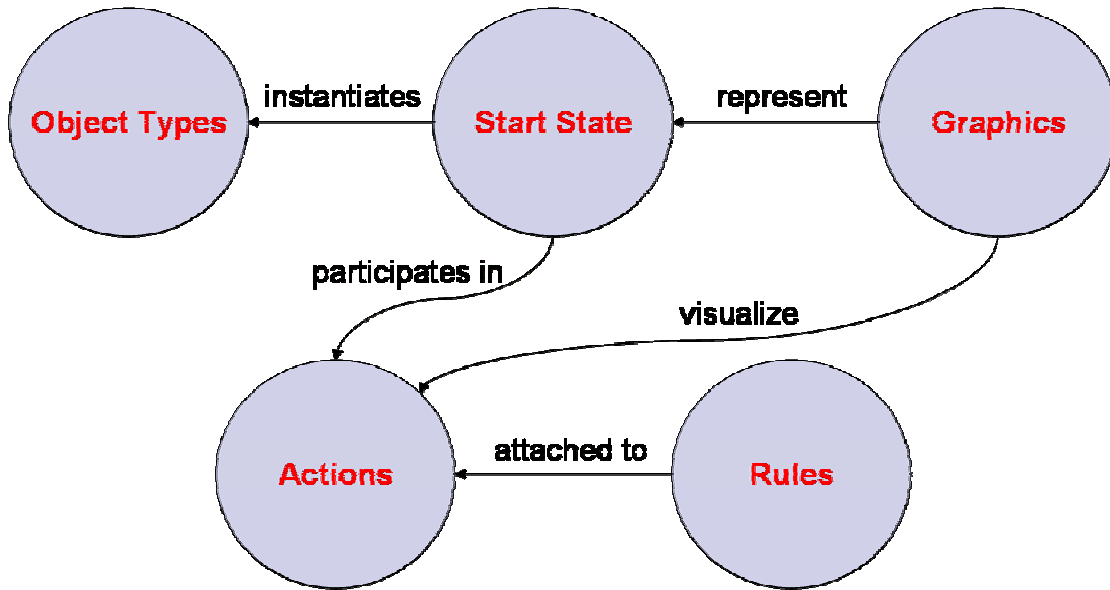 Object Types
instantiates
Start State
represent
Graphics
participates in
visualize
Actions
attached to
Rules